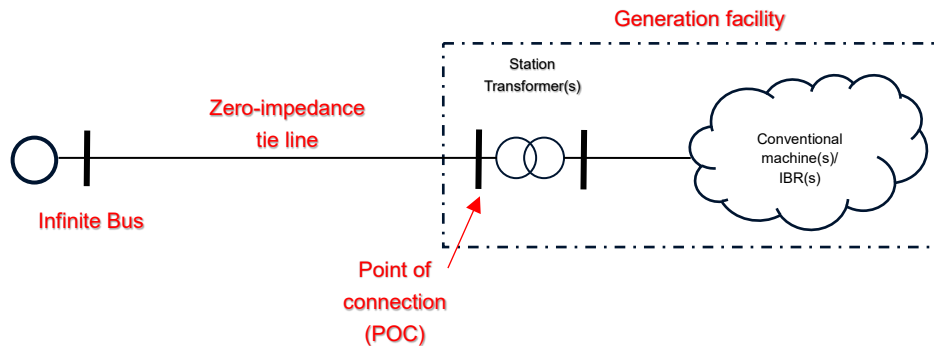 Generation facility
Station
Transformer(s)
Zero-impedance
tie line
Conventional
machine(s)/
IBR(s)
Infinite Bus
Point of
connection
(POC)